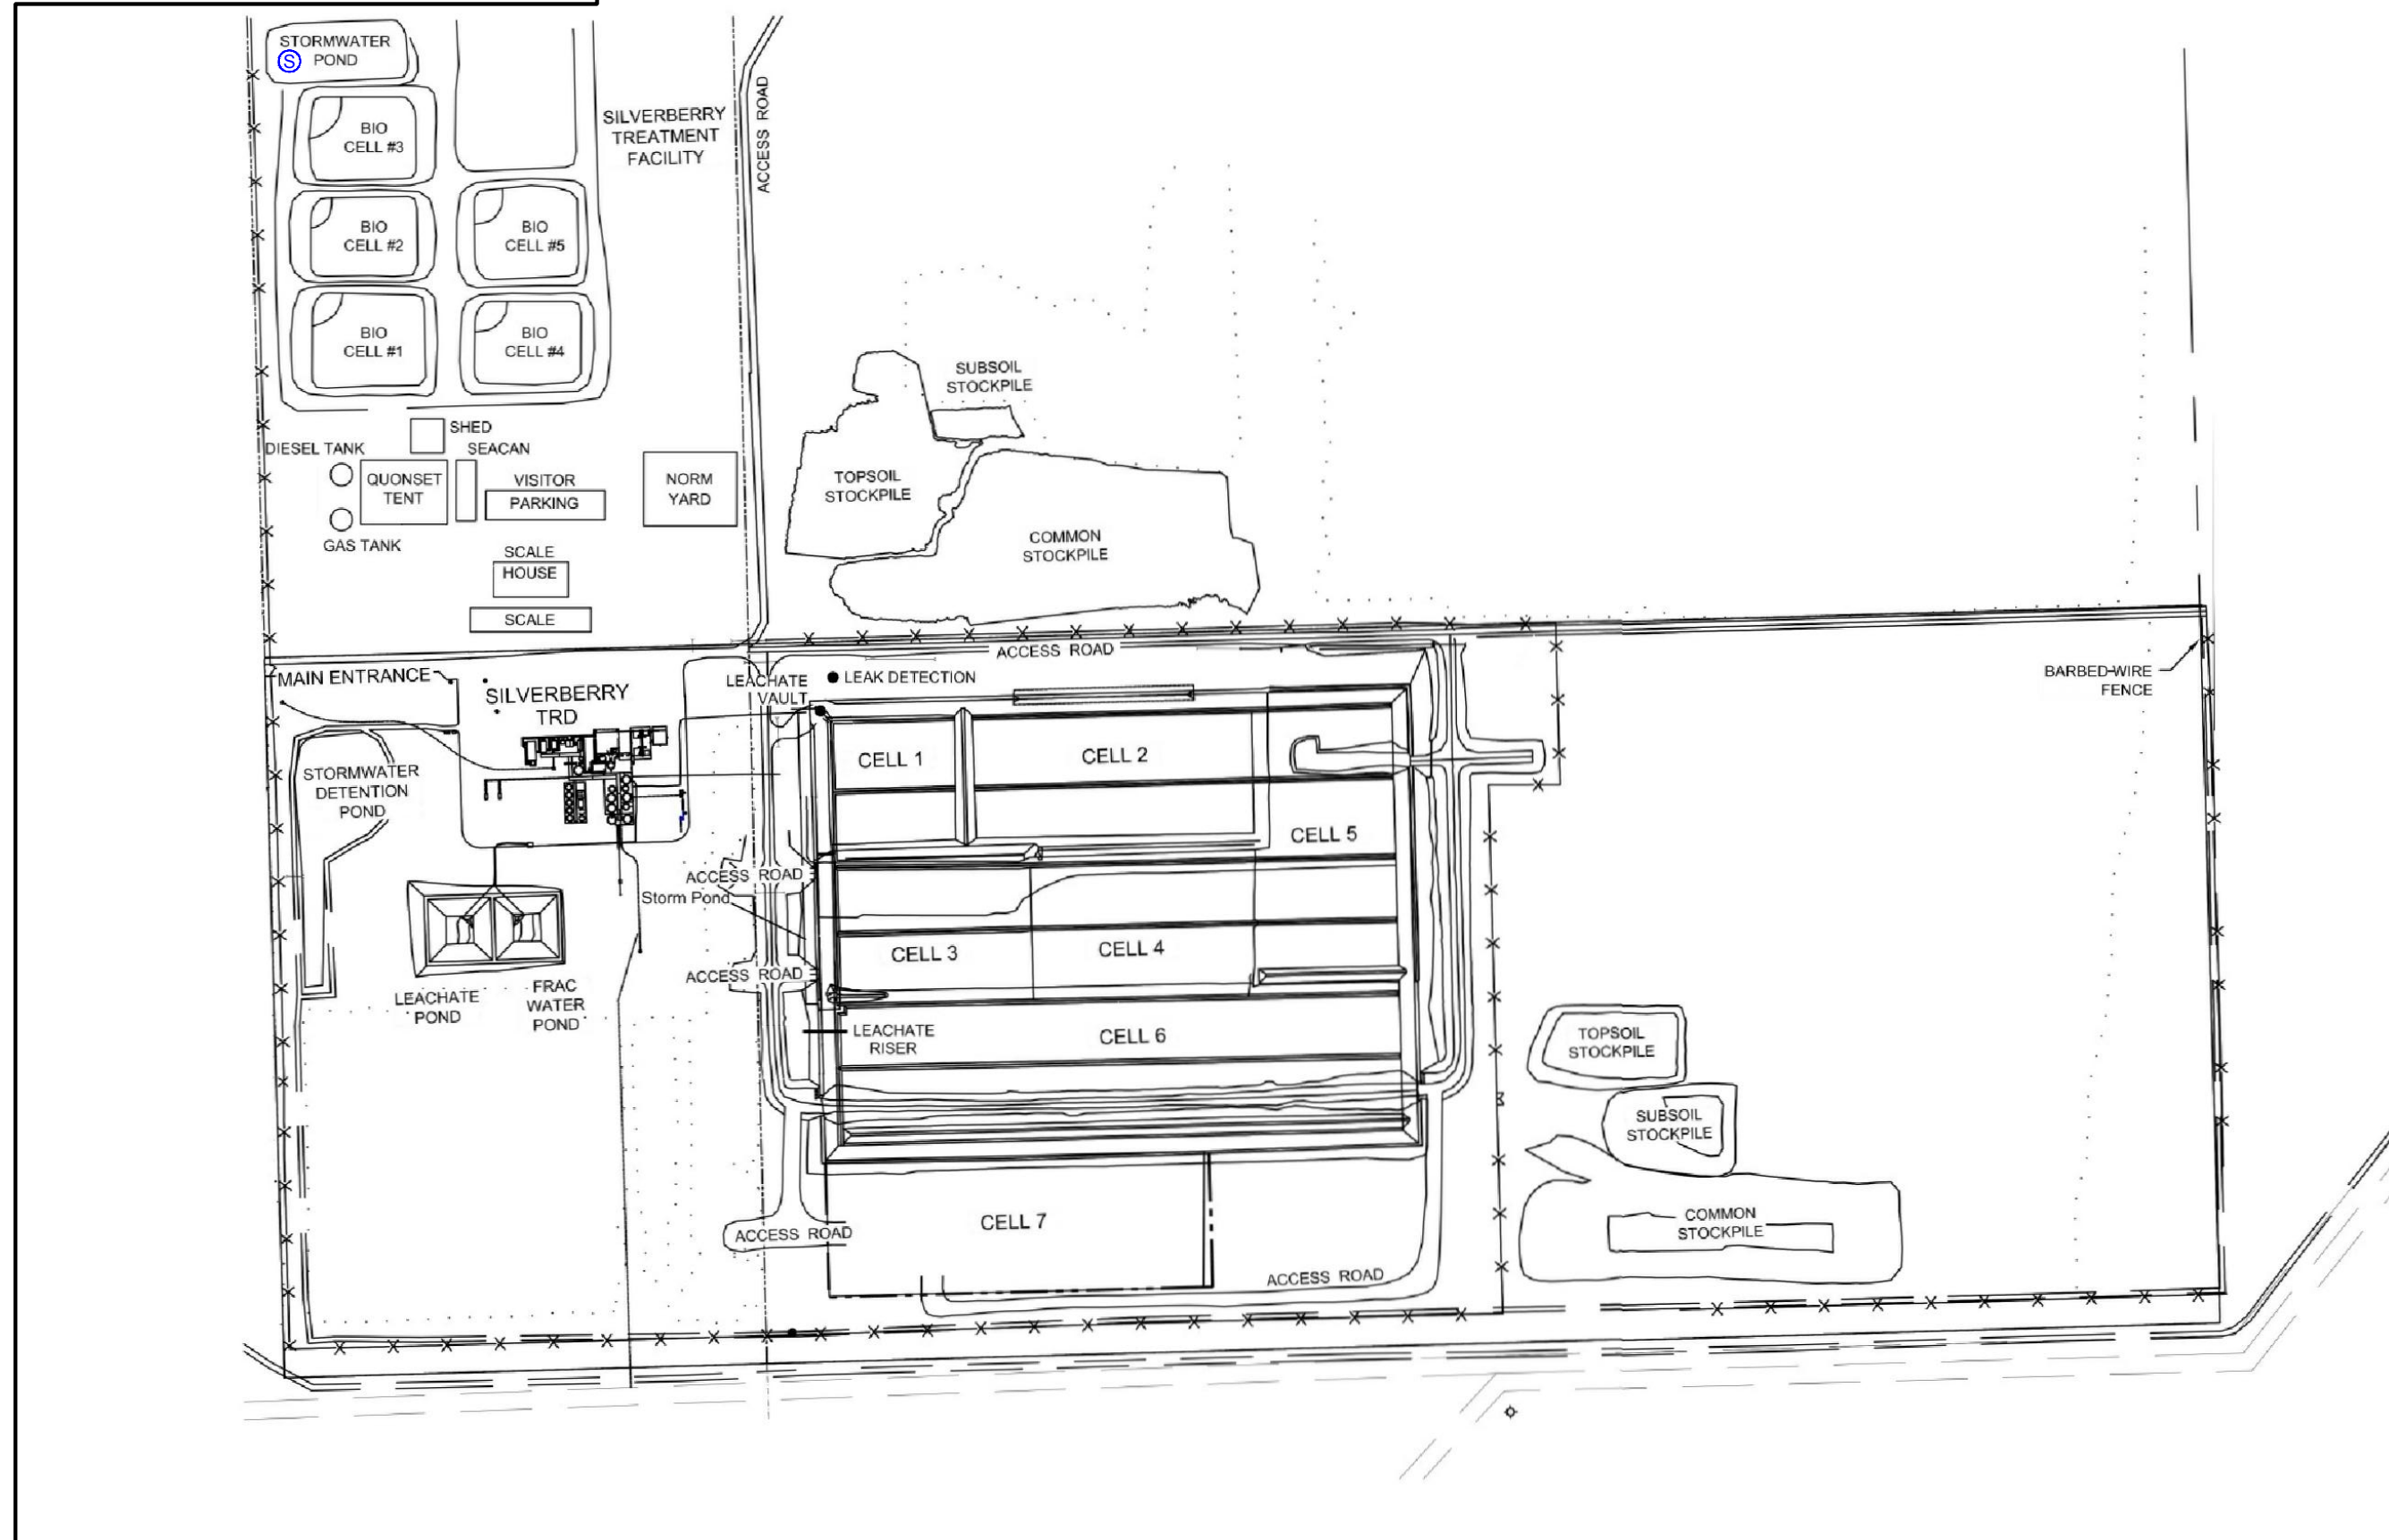 STORMWATER
Ⓢ POND
BIO
CELL #3
SILVERBERRY
TREATMENT
FACILITY
ACCESS ROAD
BIO
CELL #2
BIO
CELL #5
BIO
CELL #1
BIO
CELL #4
SUBSOIL
STOCKPILE
SHED
DIESEL TANK
SEACAN
QUONSET
TENT
VISITOR
PARKING
NORM
YARD
TOPSOIL
STOCKPILE
GAS TANK
COMMON
STOCKPILE
SCALE
HOUSE
SCALE
ACCESS ROAD
MAIN ENTRANCE
SILVERBERRY
TRD
LEACHATE
VAULT
LEAK DETECTION
BARBED-WIRE
FENCE
STORMWATER
DETENTION
POND
CELL 1
CELL 2
CELL 5
ACCESS ROAD
Storm Pond
CELL 3
CELL 4
ACCESS ROAD
LEACHATE
POND
FRAC
WATER
POND
LEACHATE
RISER
CELL 6
TOPSOIL
STOCKPILE
SUBSOIL
STOCKPILE
CELL 7
ACCESS ROAD
COMMON
STOCKPILE
ACCESS ROAD